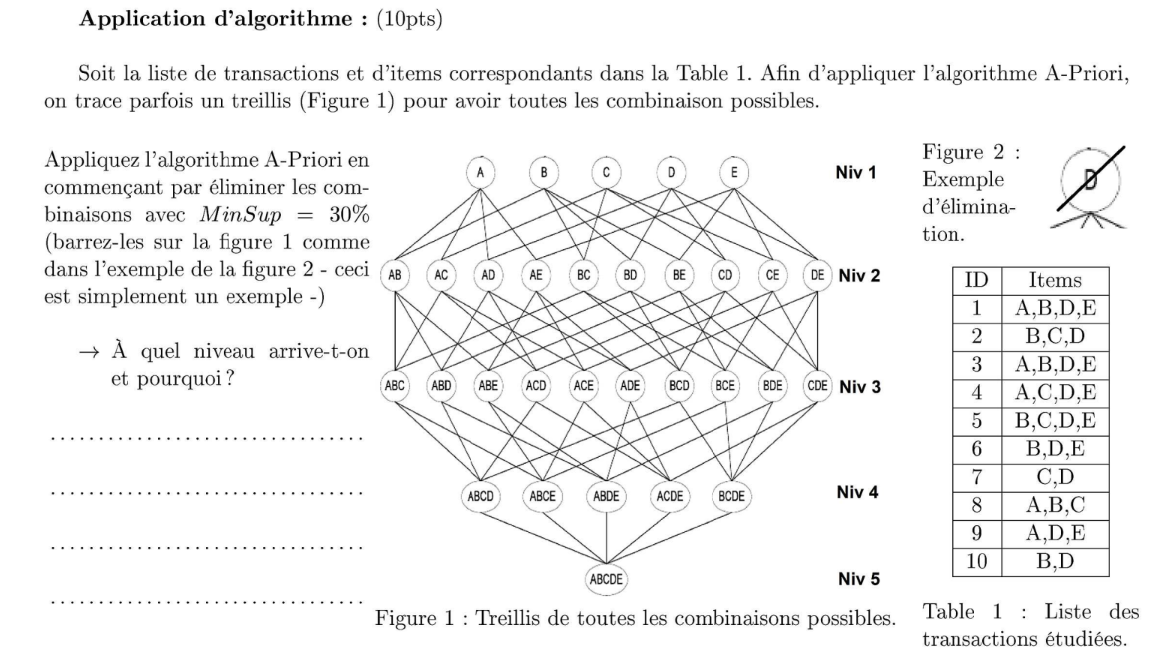 Application d'algorithme : (10pts)
Soit la liste de transactions et d'items correspondants dans la Table 1. Afin d'appliquer l'algorithme A-Priori,
on trace parfois un treillis (Figure 1) pour avoir toutes les combinaison possibles.
Appliquez l'algorithme A-Priori en
commençant par éliminer les com-
binaisons avec MinSup = 30%
(barrez-les sur la figure 1 comme
dans l'exemple de la figure 2 - ceci
est simplement un exemple -)
→ À quel niveau arrive-t-on
et pourquoi ?
A B C D E Niv 1
AB AC AD AE BC BD BE CD CE DE Niv 2
ABC ABD ABE ACD ACE ADE BCD BCE BDE CDE Niv 3
ABCD ABCE ABDE ACDE BCDE Niv 4
ABCDE Niv 5
Figure 1 : Treillis de toutes les combinaisons possibles.
Figure 2 :
Exemple
d'élimina-
tion.
D
ID Items
1 A,B,D,E
2 B,C,D
3 A,B,D,E
4 A,C,D,E
5 B,C,D,E
6 B,D,E
7 C,D
8 A,B,C
9 A,D,E
10 B,D
Table 1 : Liste des
transactions étudiées.